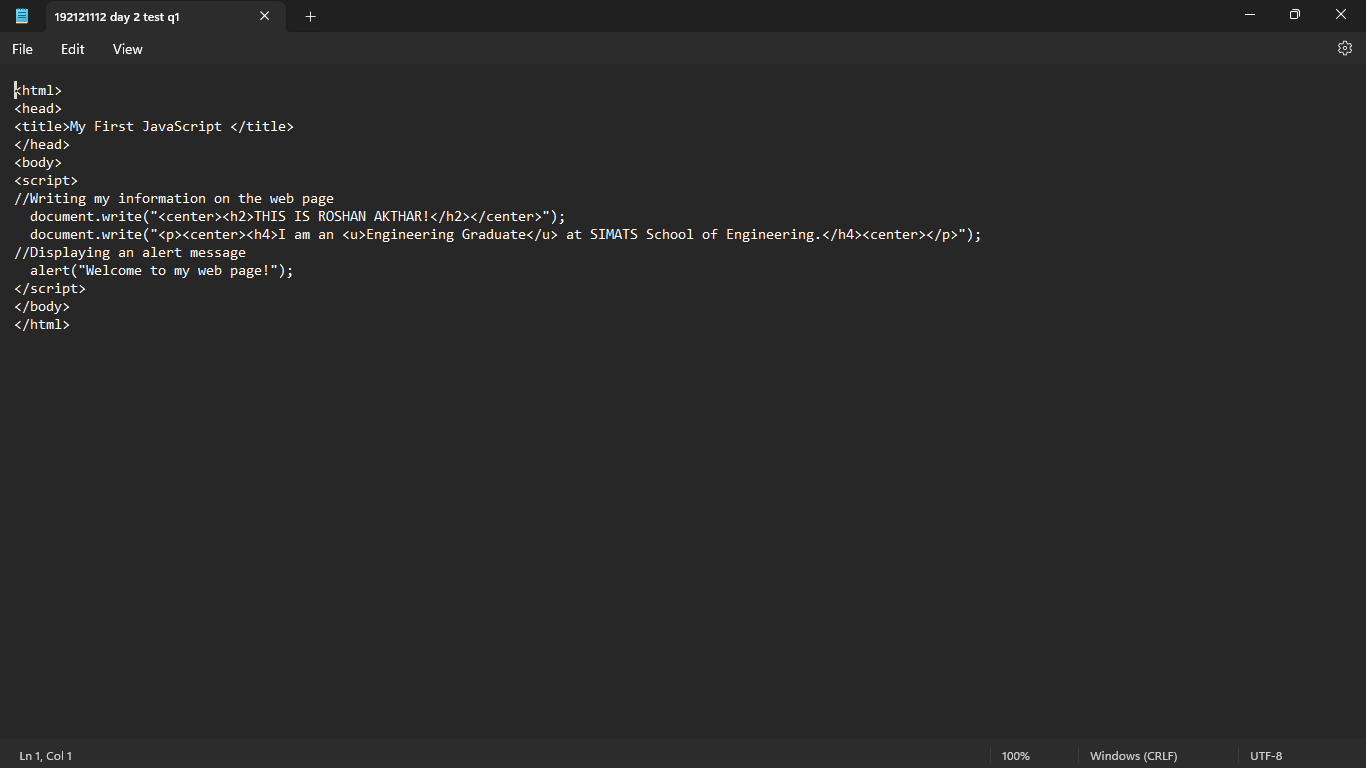 192121112 day 2 test q1
File Edit View
<html>
<head>
<title>My First JavaScript </title>
</head>
<body>
<script>
//Writing my information on the web page
  document.write("<center><h2>THIS IS ROSHAN AKTHAR!</h2></center>");
  document.write("<p><center><h4>I am an <u>Engineering Graduate</u> at SIMATS School of Engineering.</h4><center></p>");
//Displaying an alert message
  alert("Welcome to my web page!");
</script>
</body>
</html>
Ln 1, Col 1 100% Windows (CRLF) UTF-8